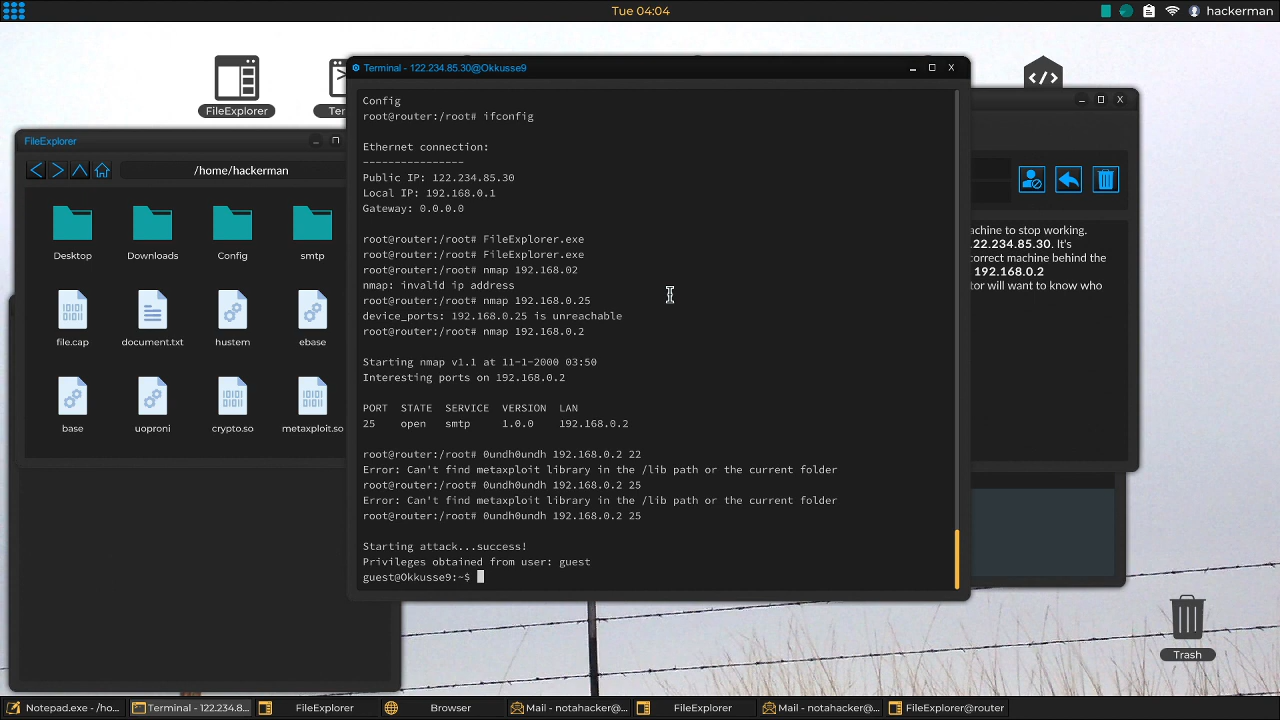 Tue 04:04
hackerman
FileExplorer
Ter
Terminal - 122.234.85.30@Okkusse9
Config
root@router:/root# ifconfig
Ethernet connection:
----------------
Public IP: 122.234.85.30
Local IP: 192.168.0.1
Gateway: 0.0.0.0
root@router:/root# FileExplorer.exe
root@router:/root# FileExplorer.exe
root@router:/root# nmap 192.168.02
nmap: invalid ip address
root@router:/root# nmap 192.168.0.25
device_ports: 192.168.0.25 is unreachable
root@router:/root# nmap 192.168.0.2
Starting nmap v1.1 at 11-1-2000 03:50
Interesting ports on 192.168.0.2
PORT STATE SERVICE VERSION LAN
25 open smtp 1.0.0 192.168.0.2
root@router:/root# 0undh0undh 192.168.0.2 22
Error: Can't find metaxploit library in the /lib path or the current folder
root@router:/root# 0undh0undh 192.168.0.2 25
Error: Can't find metaxploit library in the /lib path or the current folder
root@router:/root# 0undh0undh 192.168.0.2 25
Starting attack...success!
Privileges obtained from user: guest
guest@Okkusse9:~$
FileExplorer
/home/hackerman
Desktop
Downloads
Config
smtp
file.cap
document.txt
hustem
ebase
base
uoproni
crypto.so
metaxploit.so
achine to stop working.
22.234.85.30. It's
correct machine behind the
192.168.0.2
tor will want to know who
Trash
Notepad.exe - /ho...
Terminal - 122.234.8...
FileExplorer
Browser
Mail - notahacker@...
FileExplorer
Mail - notahacker@...
FileExplorer@router